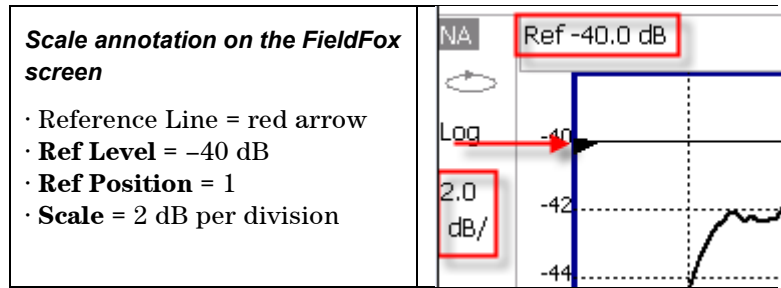 Scale annotation on the FieldFox
screen
· Reference Line = red arrow
· Ref Level = −40 dB
· Ref Position = 1
· Scale = 2 dB per division
NA
Ref -40.0 dB
Log
-40
2.0
dB/
-42
-44